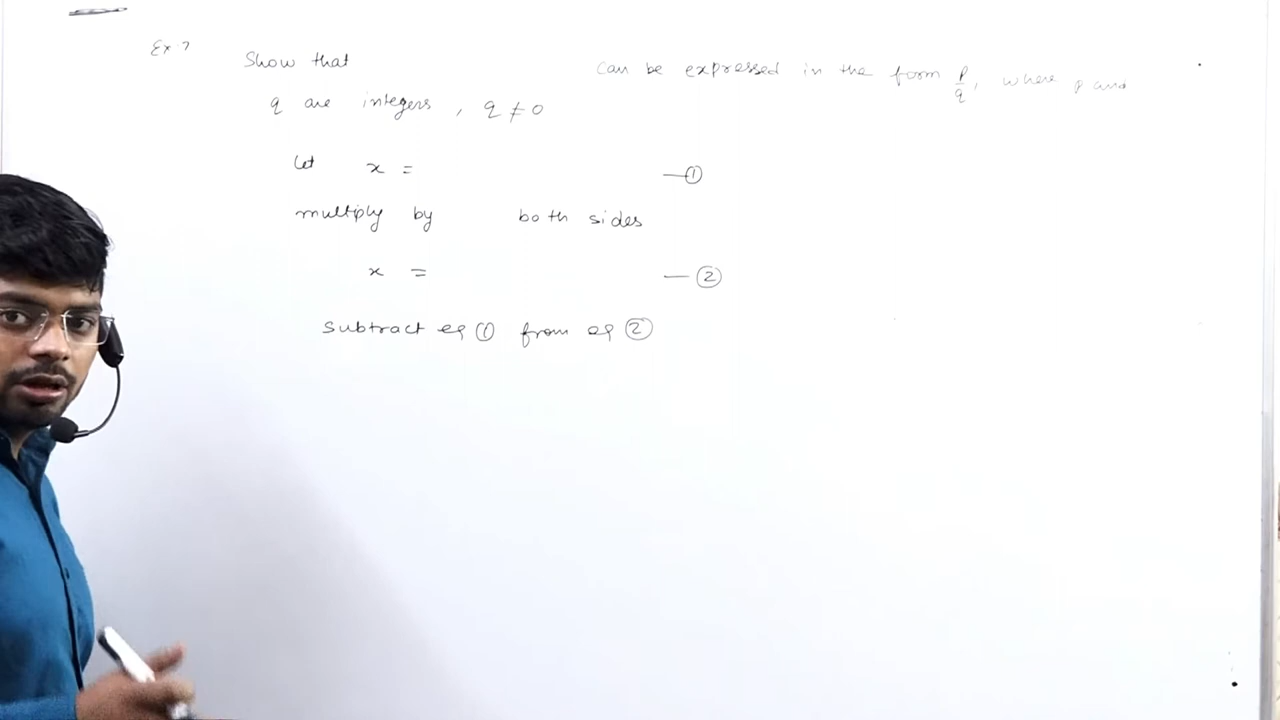 Ex. 7 Show that can be expressed in the form p/q, where p and
q are integers, q ≠ 0
Let x = —①
multiply by both sides
x = —②
Subtract eq ① from eq ②